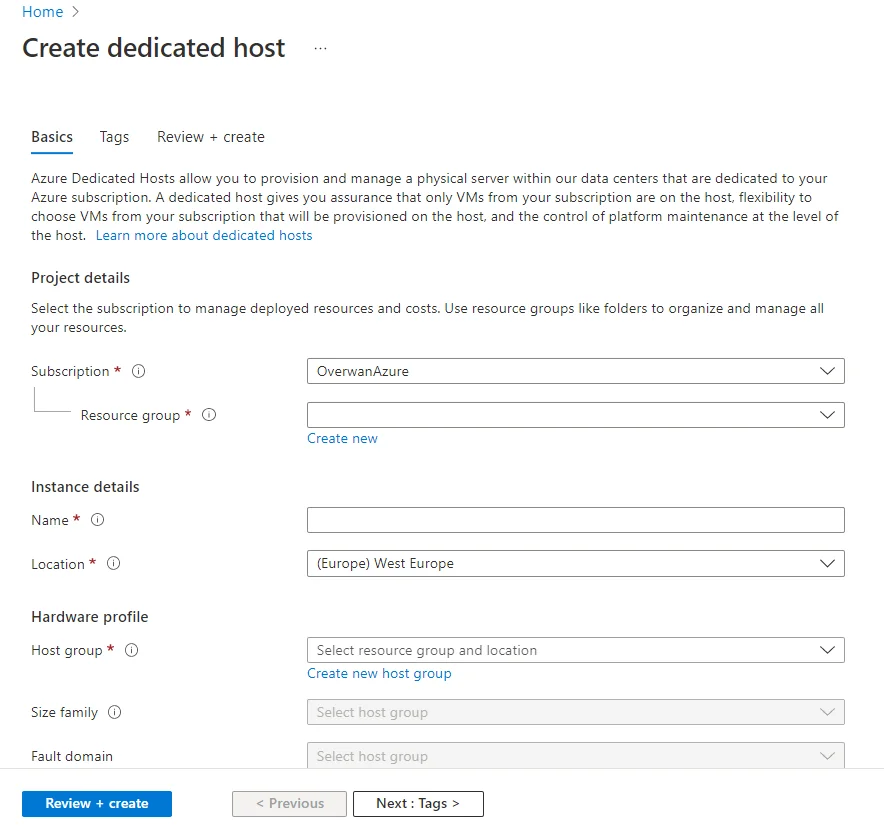 Home >
Create dedicated host ...
Basics Tags Review + create
Azure Dedicated Hosts allow you to provision and manage a physical server within our data centers that are dedicated to your
Azure subscription. A dedicated host gives you assurance that only VMs from your subscription are on the host, flexibility to
choose VMs from your subscription that will be provisioned on the host, and the control of platform maintenance at the level of
the host. Learn more about dedicated hosts
Project details
Select the subscription to manage deployed resources and costs. Use resource groups like folders to organize and manage all
your resources.
Subscription * OverwanAzure
Resource group *
Create new
Instance details
Name *
Location * (Europe) West Europe
Hardware profile
Host group * Select resource group and location
Create new host group
Size family Select host group
Fault domain Select host group
Review + create < Previous Next : Tags >